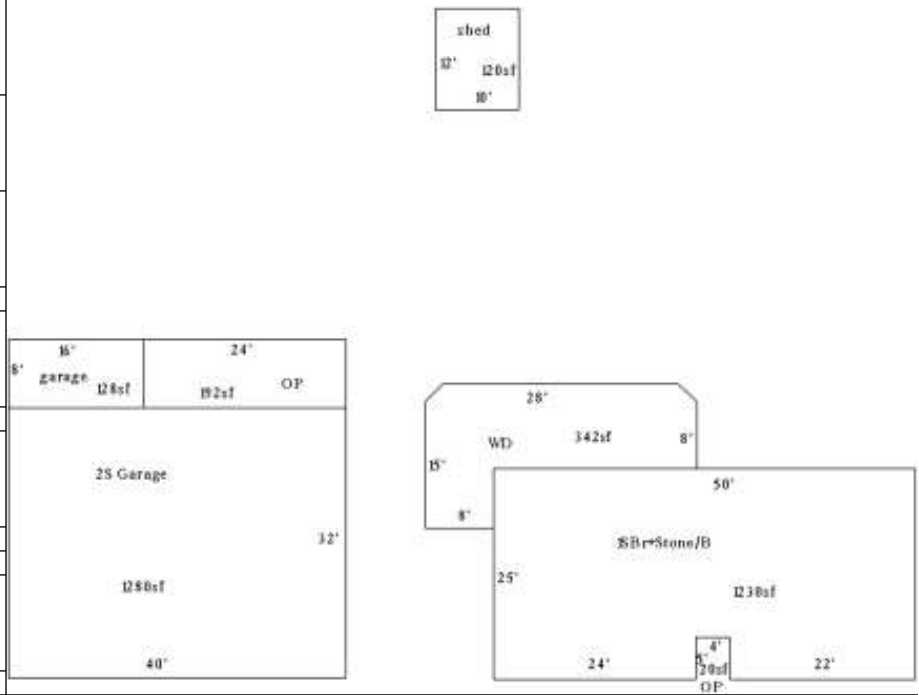 shed
12'
120sf
10'
16'
24'
8'
garage
128sf
192sf
OP
2S Garage
32'
1280sf
40'
28'
WD
342sf
8'
15'
8'
50'
1SBr+Stone/B
25'
1230sf
24'
4'
5'
20sf
22'
OP